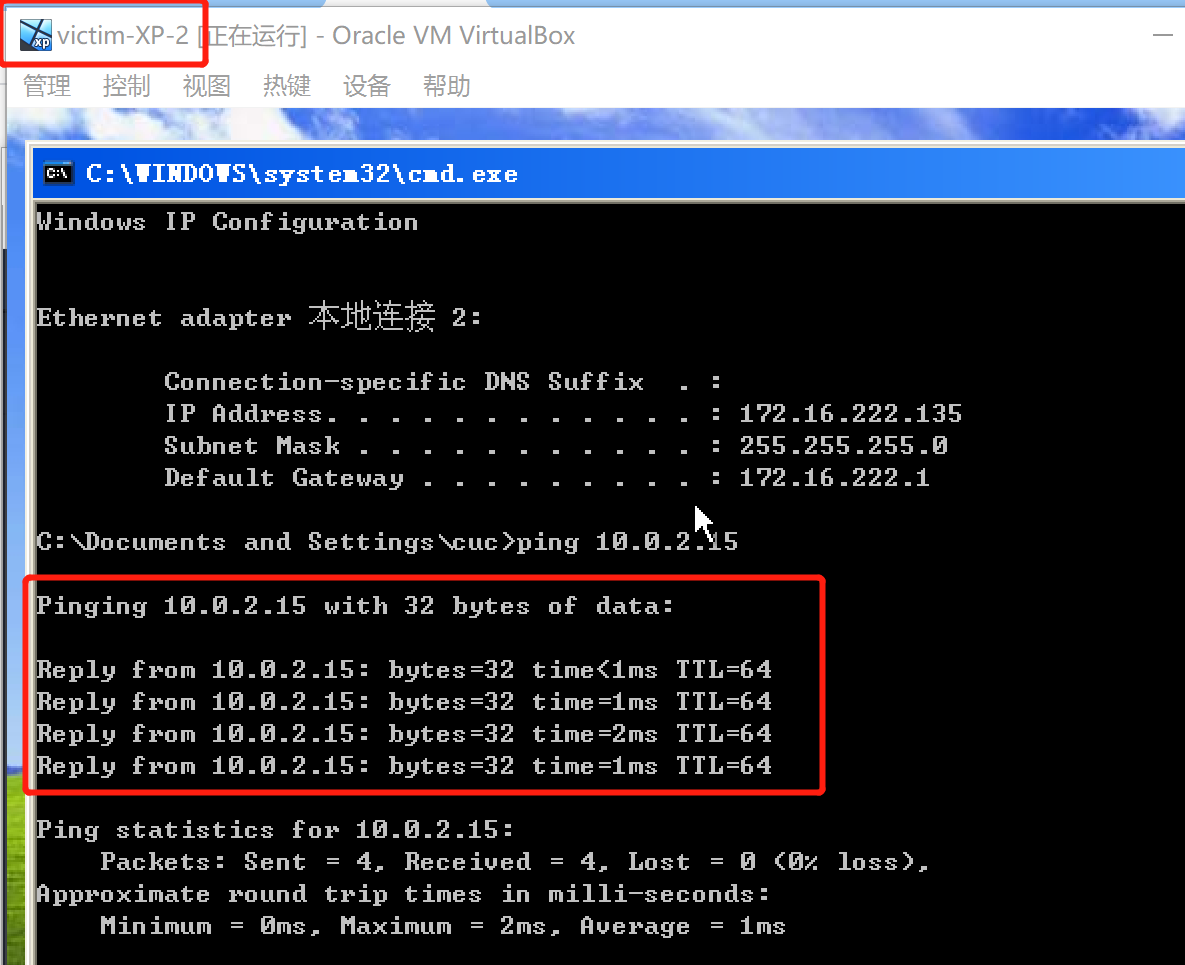 victim-XP-2 [正在运行] - Oracle VM VirtualBox
管理 控制 视图 热键 设备 帮助
C:\WINDOWS\system32\cmd.exe
Windows IP Configuration
Ethernet adapter 本地连接 2:
Connection-specific DNS Suffix  . :
IP Address. . . . . . . . . . . . : 172.16.222.135
Subnet Mask . . . . . . . . . . . : 255.255.255.0
Default Gateway . . . . . . . . . : 172.16.222.1
C:\Documents and Settings\cuc>ping 10.0.2.15
Pinging 10.0.2.15 with 32 bytes of data:
Reply from 10.0.2.15: bytes=32 time<1ms TTL=64
Reply from 10.0.2.15: bytes=32 time=1ms TTL=64
Reply from 10.0.2.15: bytes=32 time=2ms TTL=64
Reply from 10.0.2.15: bytes=32 time=1ms TTL=64
Ping statistics for 10.0.2.15:
Packets: Sent = 4, Received = 4, Lost = 0 (0% loss),
Approximate round trip times in milli-seconds:
Minimum = 0ms, Maximum = 2ms, Average = 1ms